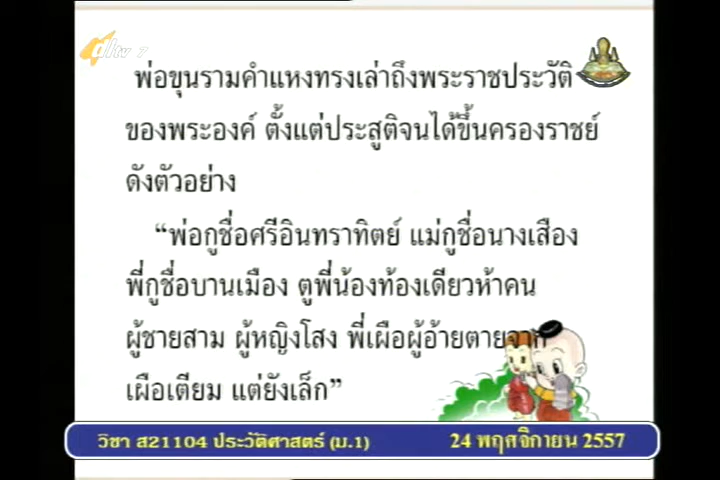 dltv 7
พ่อขุนรามคำแหงทรงเล่าถึงพระราชประวัติ
ของพระองค์ ตั้งแต่ประสูติจนได้ขึ้นครองราชย์
ดังตัวอย่าง
“พ่อกูชื่อศรีอินทราทิตย์ แม่กูชื่อนางเสือง
พี่กูชื่อบานเมือง ตูพี่น้องท้องเดียวห้าคน
ผู้ชายสาม ผู้หญิงโสง พี่เผือผู้อ้ายตายจาก
เผือเตียม แต่ยังเล็ก”
วิชา ส21104 ประวัติศาสตร์ (ม.1) 24 พฤศจิกายน 2557